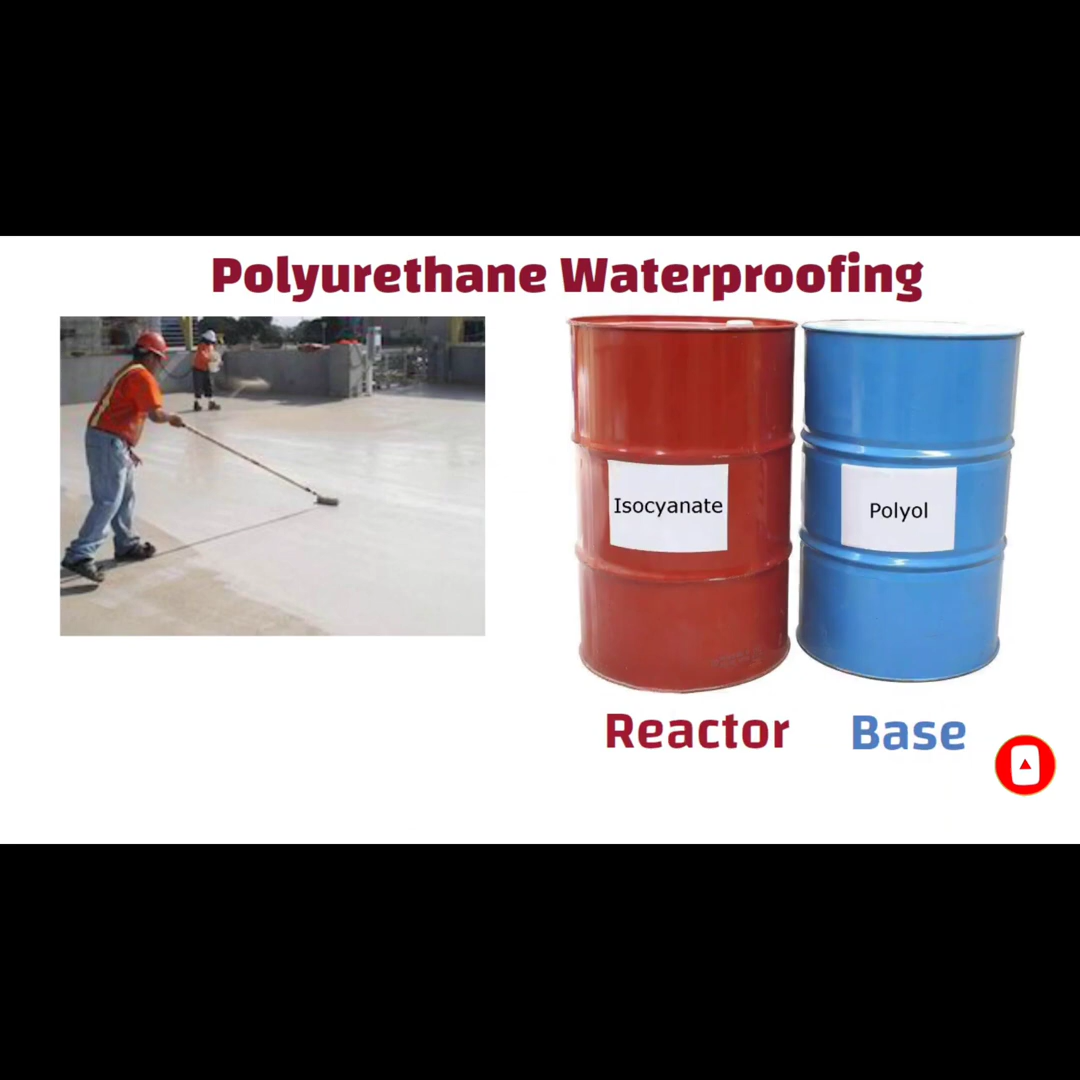 Polyurethane Waterproofing
Isocyanate
Polyol
Reactor
Base